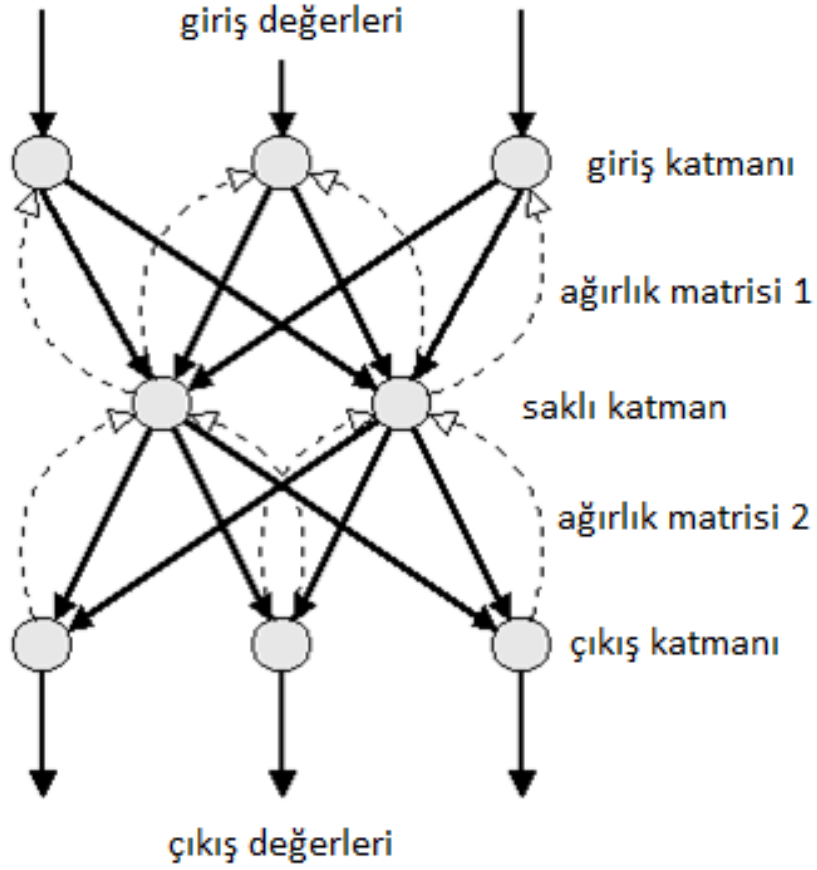 giriş değerleri
giriş katmanı
ağırlık matrisi 1
saklı katman
ağırlık matrisi 2
çıkış katmanı
çıkış değerleri